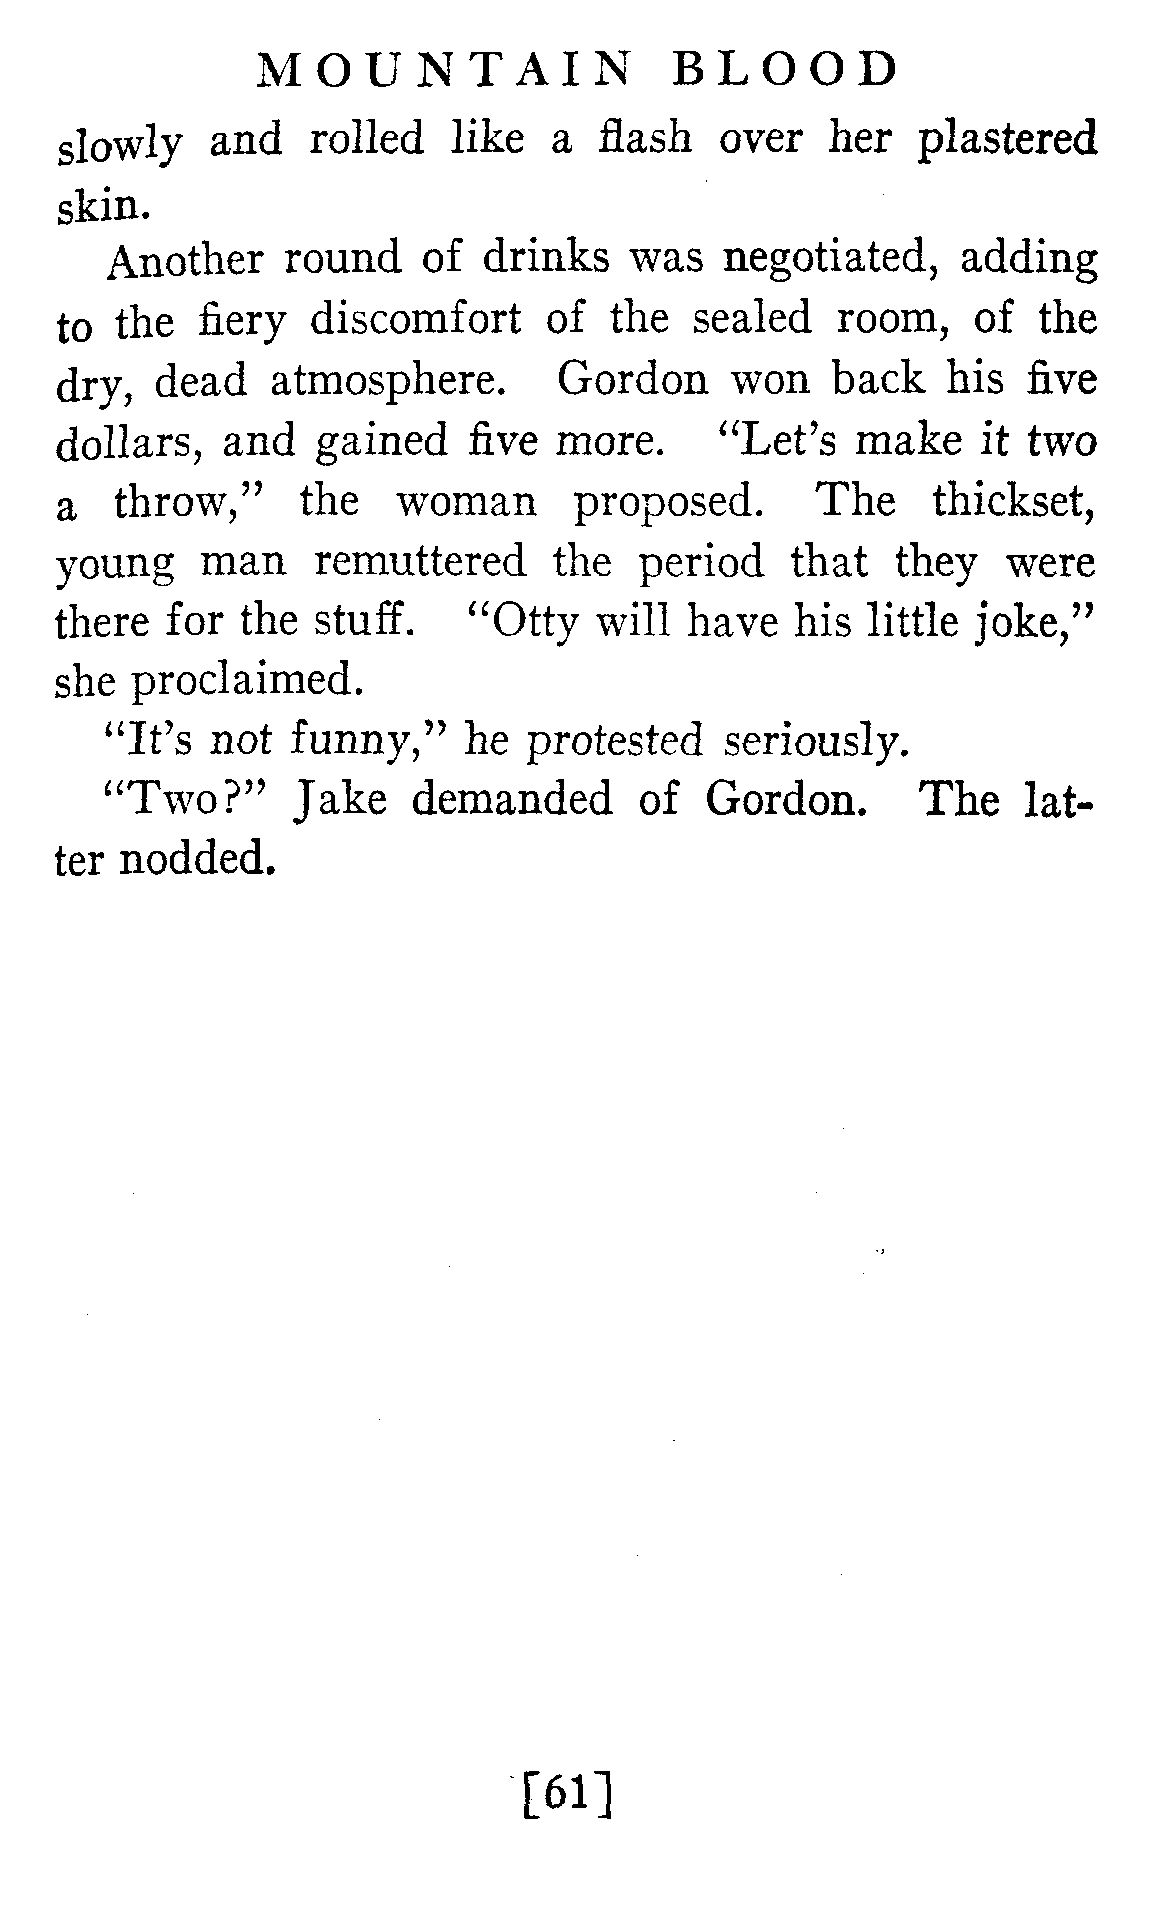 MOUNTAIN BLOOD
slowly and rolled like a flash over her plastered
skin.
Another round of drinks was negotiated, adding
to the fiery discomfort of the sealed room, of the
dry, dead atmosphere. Gordon won back his five
dollars, and gained five more. “Let’s make it two
a throw,” the woman proposed. The thickset,
young man remuttered the period that they were
there for the stuff. “Otty will have his little joke,”
she proclaimed.
“It’s not funny,” he protested seriously.
“Two?” Jake demanded of Gordon. The lat-
ter nodded.
[61]